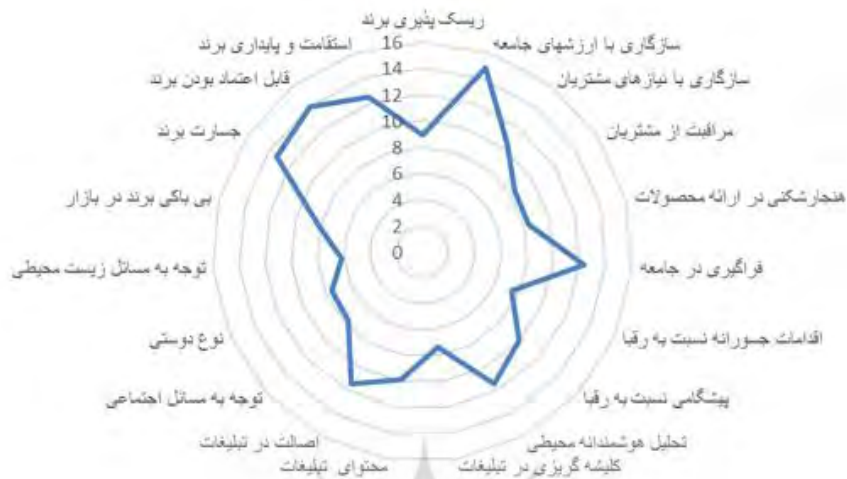 ریسک پذیری برند
سازگاری با ارزشهای جامعه
سازگاری با نیازهای مشتریان
مراقبت از مشتریان
هنجارشکنی در ارائه محصولات
فراگیری در جامعه
اقدامات جسورانه نسبت به رقبا
پیشگامی نسبت به رقبا
تحلیل هوشمندانه محیطی
کلیشه گریزی در تبلیغات
محتوای تبلیغات
اصالت در تبلیغات
توجه به مسائل اجتماعی
نوع دوستی
توجه به مسائل زیست محیطی
بی باکی برند در بازار
جسارت برند
قابل اعتماد بودن برند
استقامت و پایداری برند
16
14
12
10
8
6
4
2
0